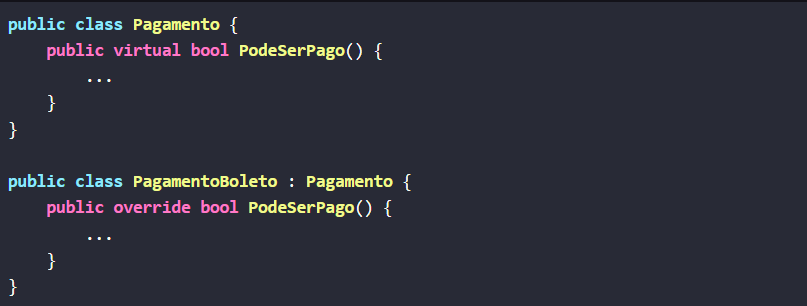 public class Pagamento {
    public virtual bool PodeSerPago() {
        ...
    }
}

public class PagamentoBoleto : Pagamento {
    public override bool PodeSerPago() {
        ...
    }
}